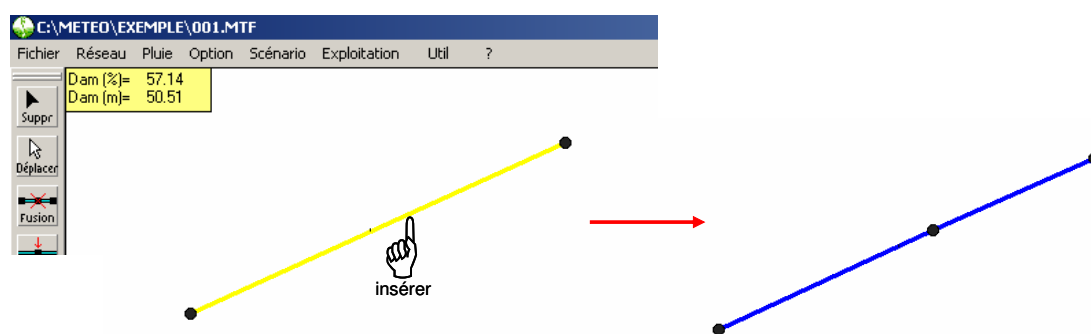 C:\METEO\EXEMPLE\001.MTF
Fichier Réseau Pluie Option Scénario Exploitation Util ?
Dam (%)= 57.14
Dam (m)= 50.51
Suppr
Déplacer
Fusion
insérer